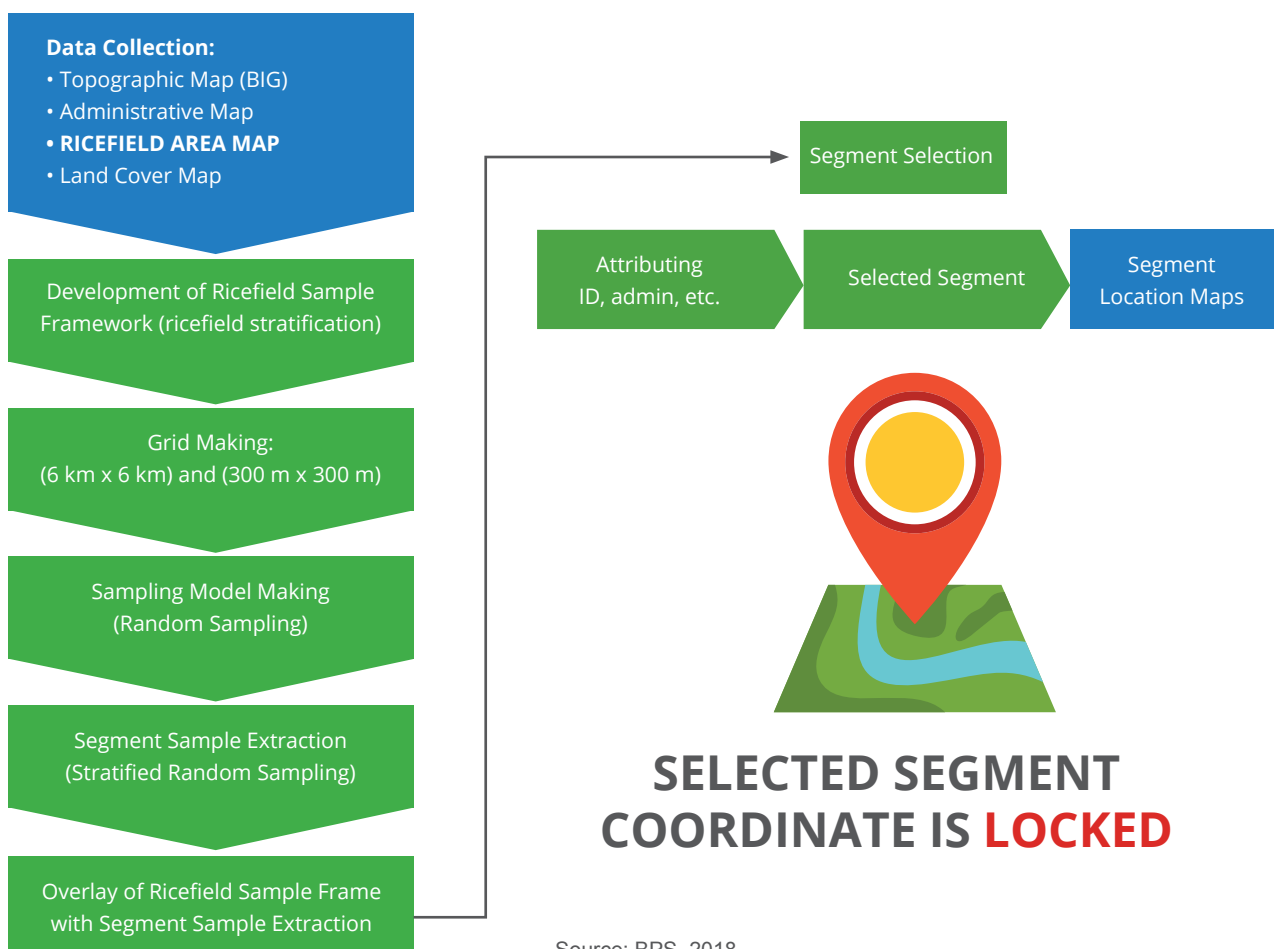 Data Collection:
• Topographic Map (BIG)
• Administrative Map
• RICEFIELD AREA MAP
• Land Cover Map
Development of Ricefield Sample
Framework (ricefield stratification)
Grid Making:
(6 km x 6 km) and (300 m x 300 m)
Sampling Model Making
(Random Sampling)
Segment Sample Extraction
(Stratified Random Sampling)
Overlay of Ricefield Sample Frame
with Segment Sample Extraction
Segment Selection
Attributing
ID, admin, etc.
Selected Segment
Segment
Location Maps
SELECTED SEGMENT
COORDINATE IS LOCKED
Source: BPS, 2018